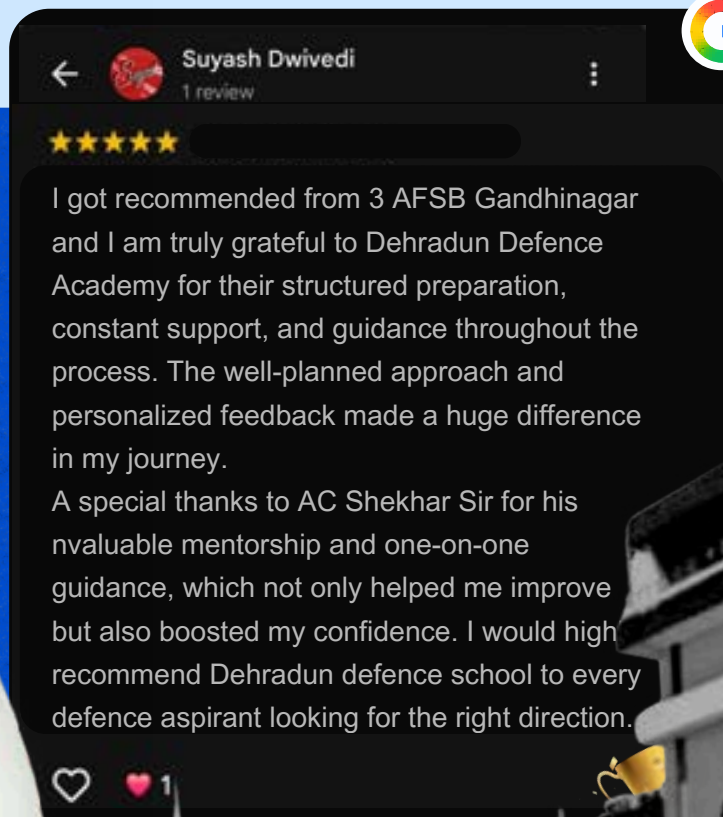 Suyash Dwivedi
1 review
I got recommended from 3 AFSB Gandhinagar
and I am truly grateful to Dehradun Defence
Academy for their structured preparation,
constant support, and guidance throughout the
process. The well-planned approach and
personalized feedback made a huge difference
in my journey.
A special thanks to AC Shekhar Sir for his
nvaluable mentorship and one-on-one
guidance, which not only helped me improve
but also boosted my confidence. I would high
recommend Dehradun defence school to every
defence aspirant looking for the right direction.
1